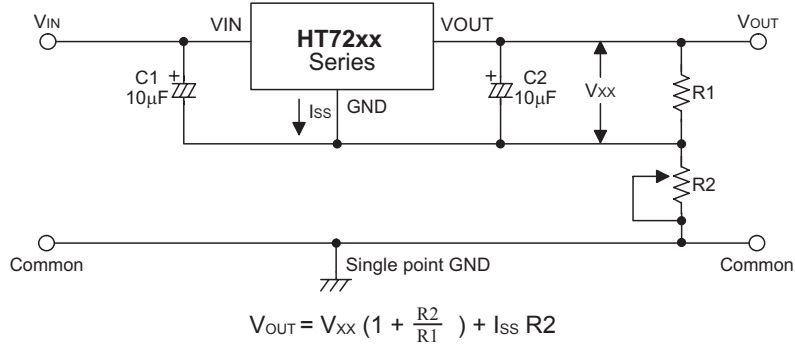 VIN
VIN
HT72xx
Series
VOUT
VOUT
C1
10μF
+
ISS
GND
+
C2
10μF
VXX
R1
R2
Common
Single point GND
Common
VOUT = VXX (1 + R2/R1 ) + ISS R2